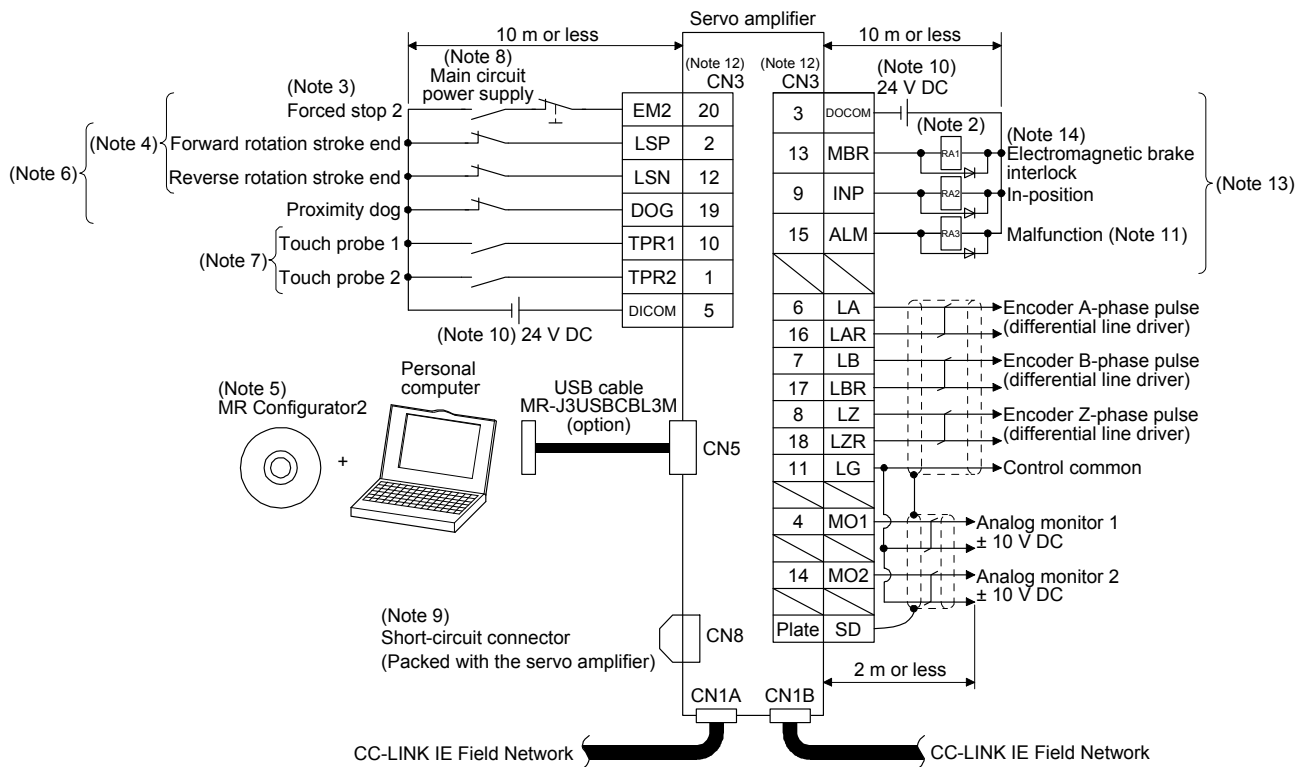 Servo amplifier
10 m or less
10 m or less
(Note 8)
Main circuit
power supply
(Note 12)
CN3
(Note 12)
CN3
(Note 10)
24 V DC
(Note 3)
Forced stop 2
EM2 20
3 DOCOM
(Note 2)
(Note 4)
Forward rotation stroke end
LSP 2
13 MBR
RA1
(Note 14)
Electromagnetic brake
interlock
(Note 6)
Reverse rotation stroke end
LSN 12
9 INP
RA2
In-position
(Note 13)
Proximity dog
DOG 19
15 ALM
RA3
Malfunction (Note 11)
(Note 7)
Touch probe 1
TPR1 10
Touch probe 2
TPR2 1
DICOM 5
(Note 10) 24 V DC
6 LA
Encoder A-phase pulse
(differential line driver)
16 LAR
7 LB
Encoder B-phase pulse
(differential line driver)
17 LBR
8 LZ
Encoder Z-phase pulse
(differential line driver)
18 LZR
11 LG
Control common
4 MO1
Analog monitor 1
± 10 V DC
14 MO2
Analog monitor 2
± 10 V DC
Plate SD
2 m or less
(Note 5)
MR Configurator2
+
Personal
computer
USB cable
MR-J3USBCBL3M
(option)
CN5
(Note 9)
Short-circuit connector
(Packed with the servo amplifier)
CN8
CN1A
CN1B
CC-LINK IE Field Network
CC-LINK IE Field Network